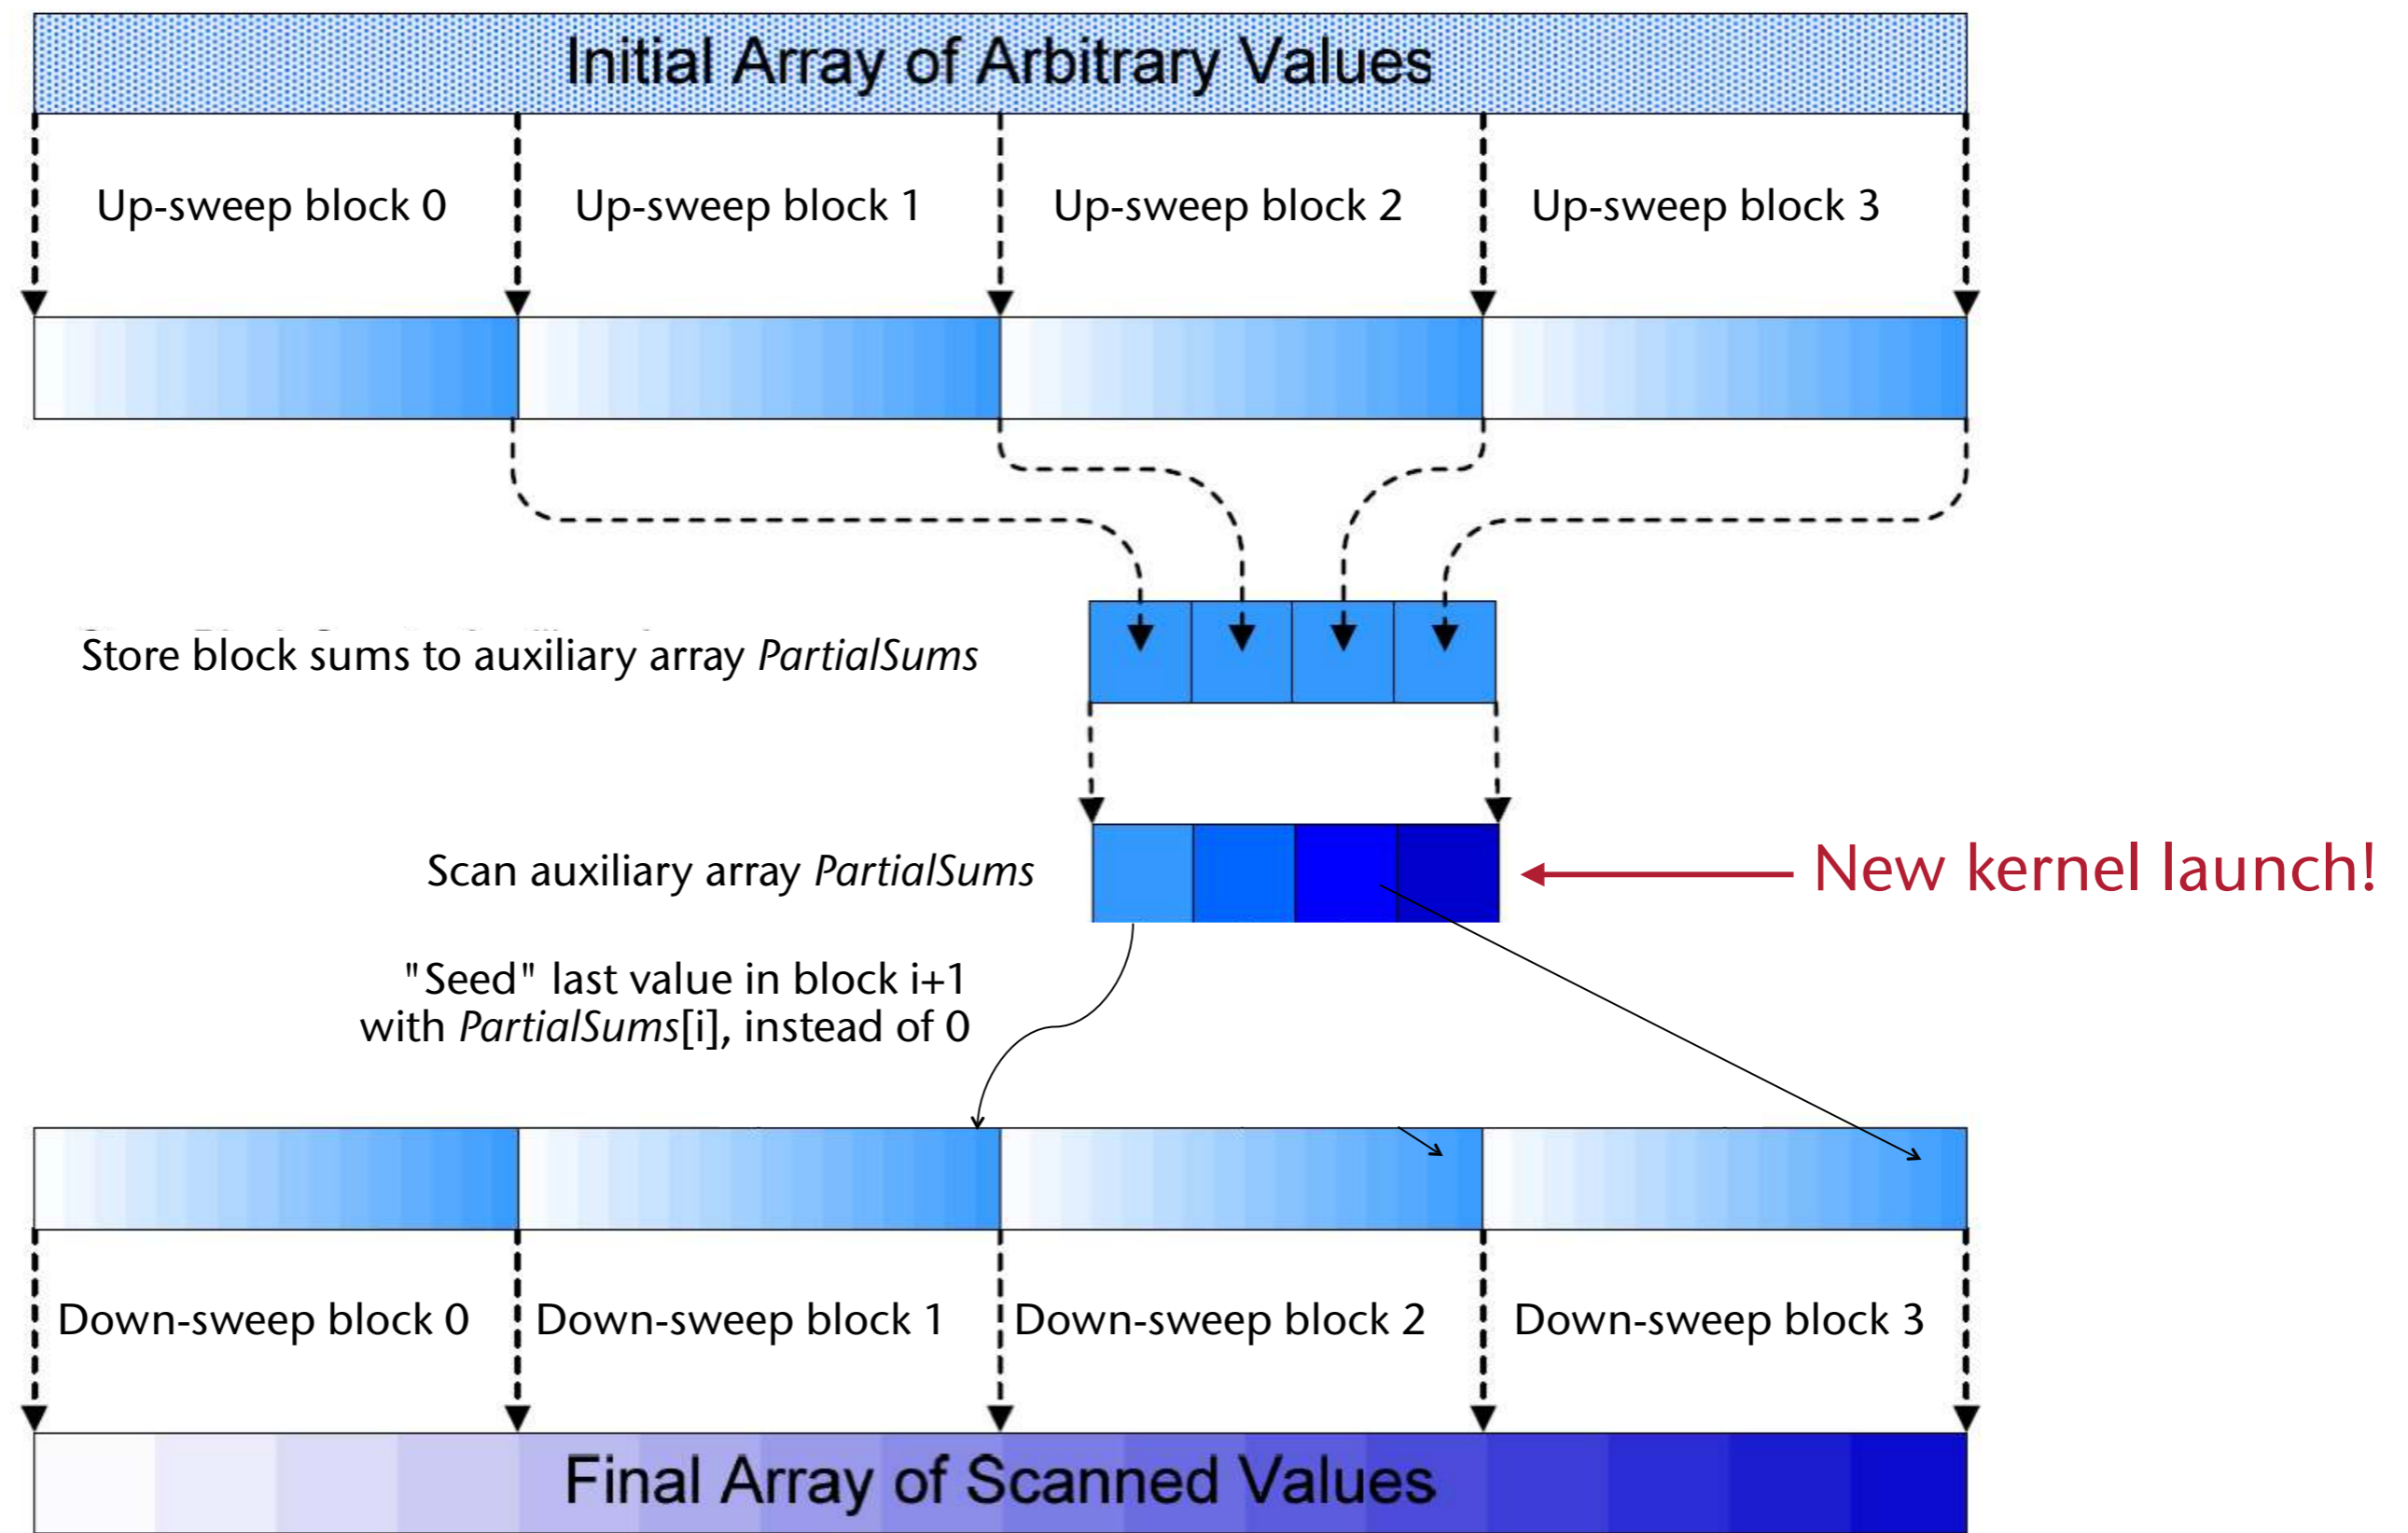 Initial Array of Arbitrary Values
Up-sweep block 0
Up-sweep block 1
Up-sweep block 2
Up-sweep block 3
Store block sums to auxiliary array PartialSums
Scan auxiliary array PartialSums
New kernel launch!
"Seed" last value in block i+1
with PartialSums[i], instead of 0
Down-sweep block 0
Down-sweep block 1
Down-sweep block 2
Down-sweep block 3
Final Array of Scanned Values